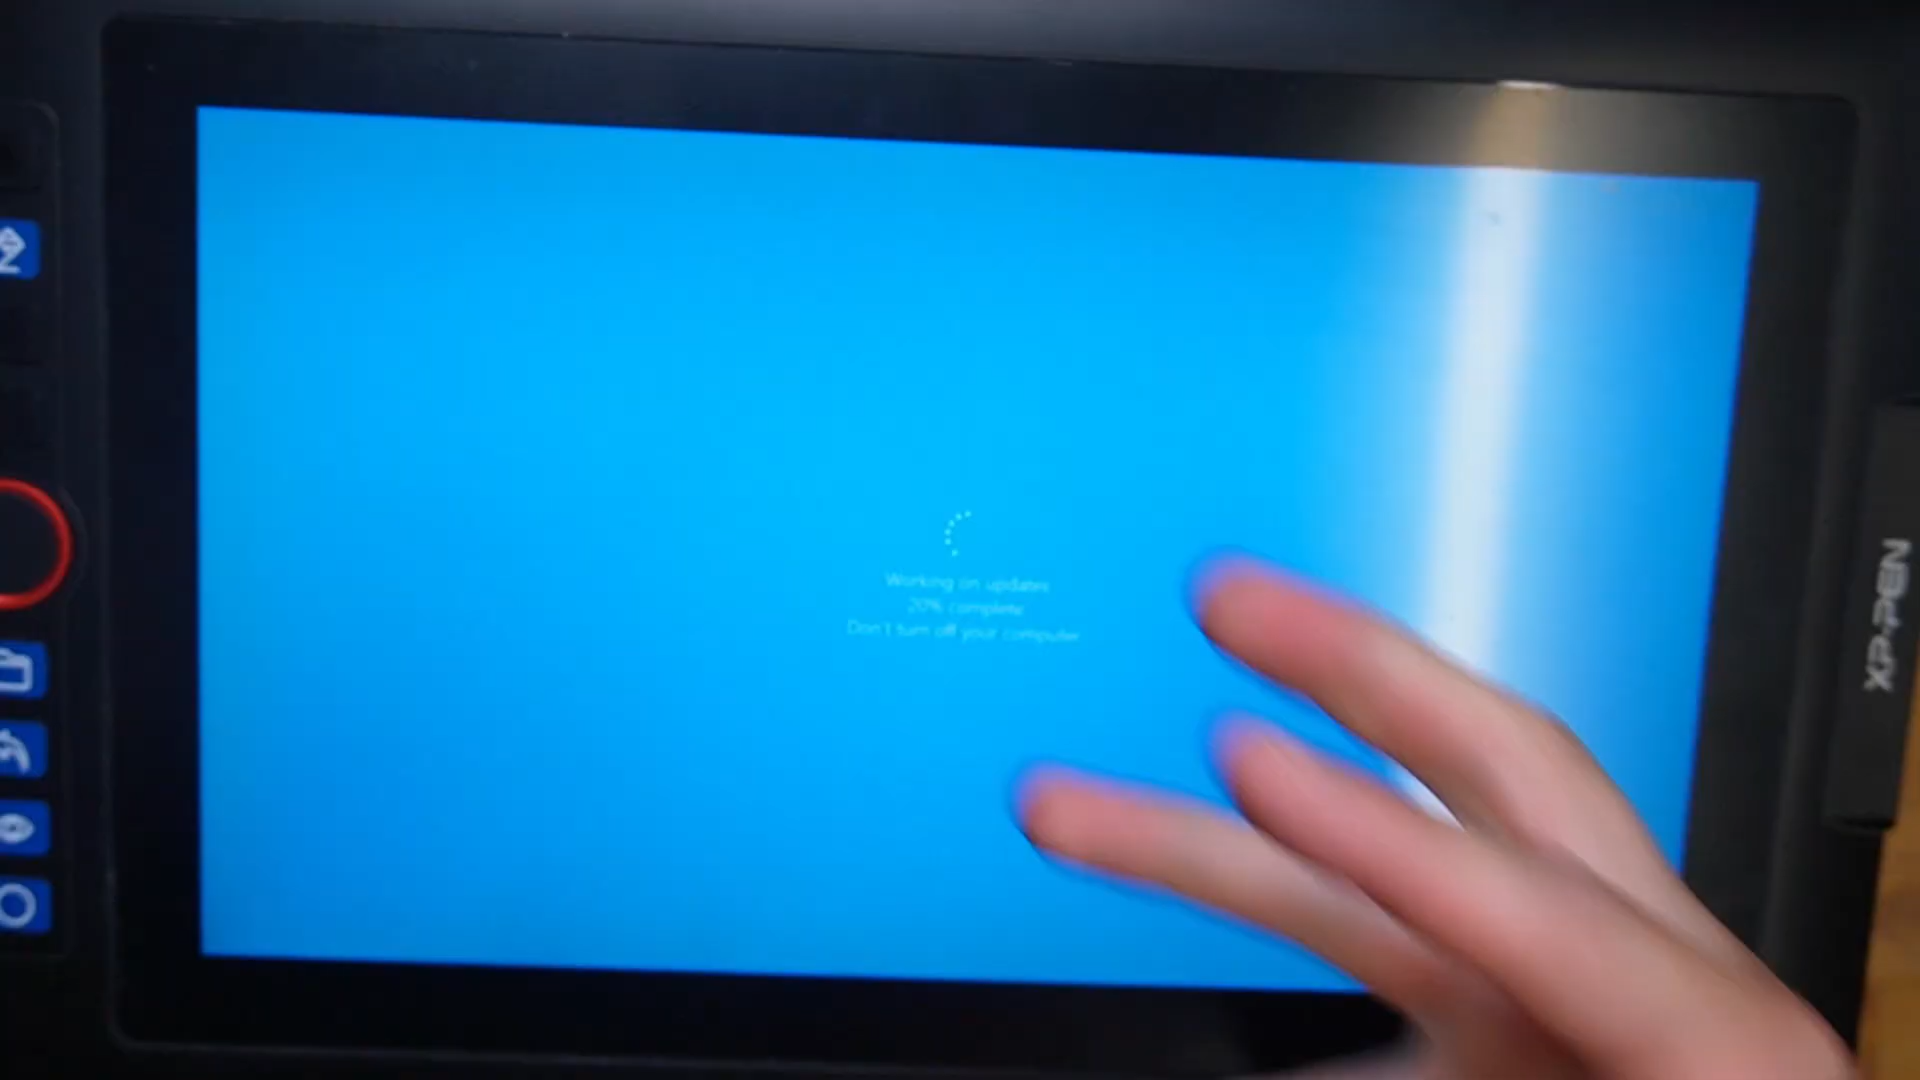 Working on updates
20% complete
Don't turn off your computer
XP-PEN